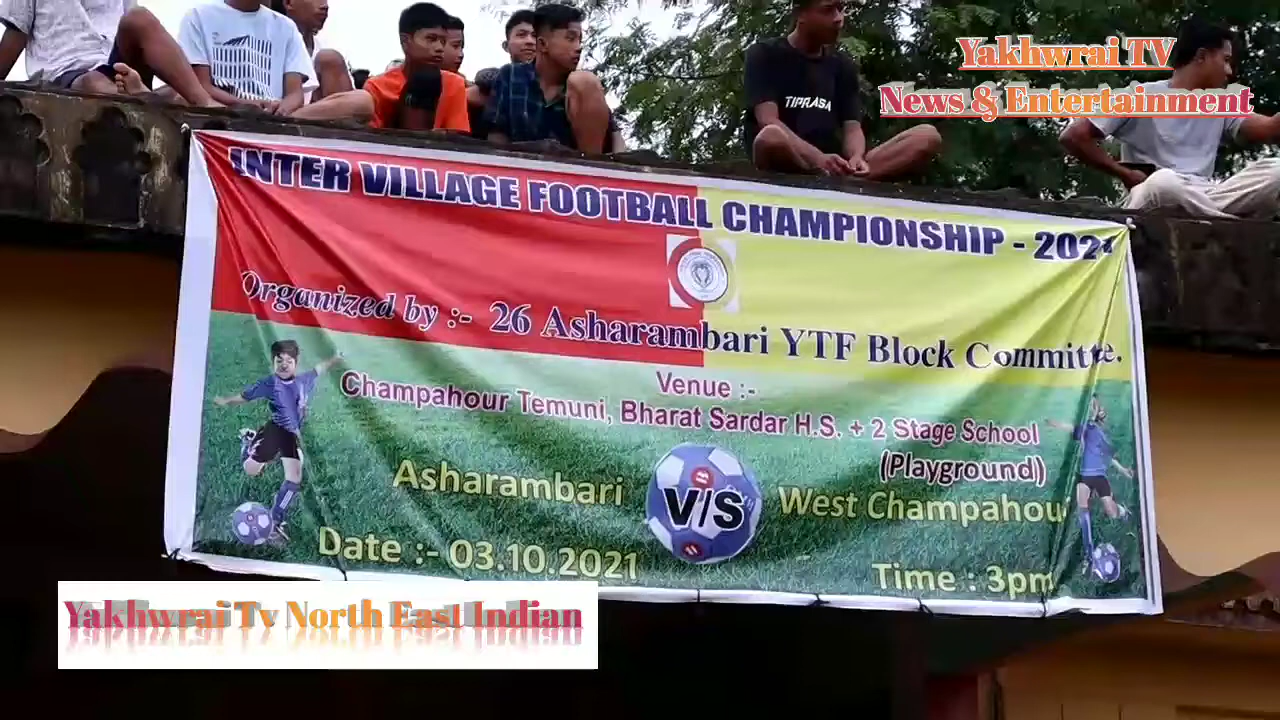 Yakhwrai TV
News & Entertainment
TIPRASA
INTER VILLAGE FOOTBALL CHAMPIONSHIP - 2021
Organized by :- 26 Asharambari YTF Block Committe.
Venue :-
Champahour Temuni, Bharat Sardar H.S. + 2 Stage School
(Playground)
Asharambari V/S West Champahou
Date :- 03.10.2021
Time : 3pm
Yakhwrai Tv North East Indian